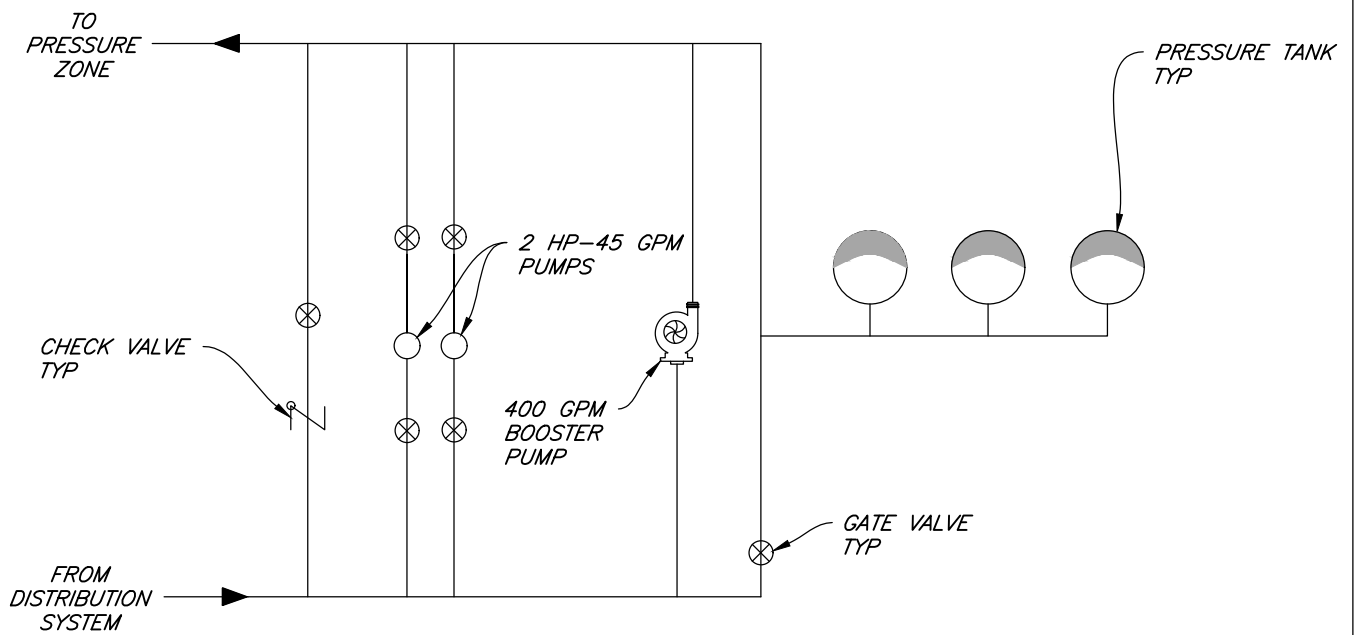 TO
PRESSURE
ZONE
PRESSURE TANK
TYP
2 HP-45 GPM
PUMPS
CHECK VALVE
TYP
400 GPM
BOOSTER
PUMP
GATE VALVE
TYP
FROM
DISTRIBUTION
SYSTEM